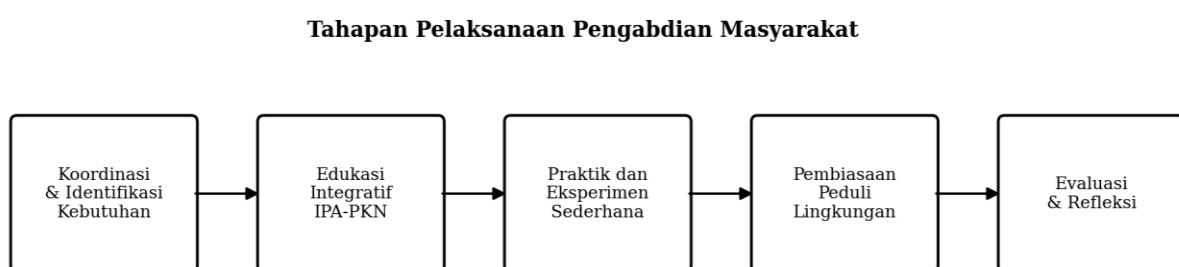 Tahapan Pelaksanaan Pengabdian Masyarakat
Koordinasi
& Identifikasi
Kebutuhan
Edukasi
Integratif
IPA-PKN
Praktik dan
Eksperimen
Sederhana
Pembiasaan
Peduli
Lingkungan
Evaluasi
& Refleksi